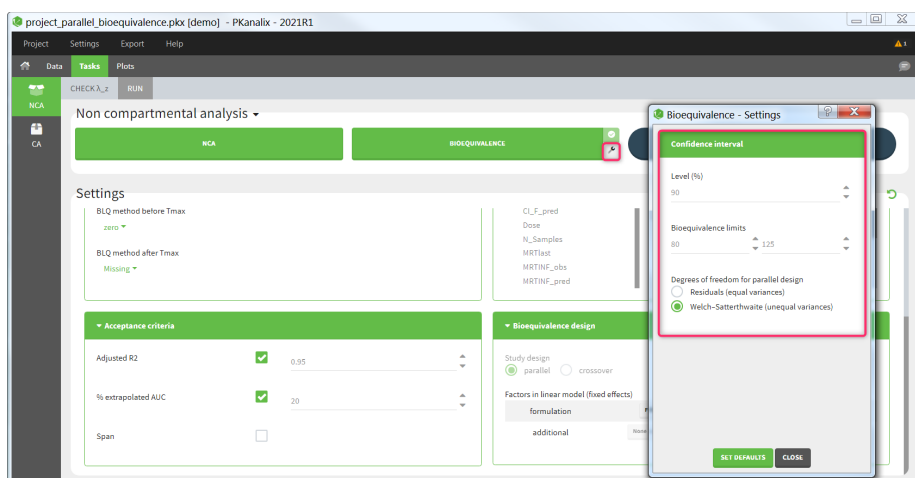 project_parallel_bioequivalence.pkx [demo] - PKanalix - 2021R1
Project Settings Export Help
1
Data Tasks Plots
CHECK λ_z RUN
NCA
CA
Non compartmental analysis
NCA
BIOEQUIVALENCE
Settings
BLQ method before Tmax
zero
BLQ method after Tmax
Missing
Cl_F_pred
Dose
N_Samples
MRTlast
MRTINF_obs
MRTINF_pred
Acceptance criteria
Adjusted R2
0.95
% extrapolated AUC
20
Span
Bioequivalence design
Study design
parallel crossover
Factors in linear model (fixed effects)
formulation
additional
None
Bioequivalence - Settings
?
X
Confidence interval
Level (%)
90
Bioequivalence limits
80 125
Degrees of freedom for parallel design
Residuals (equal variances)
Welch-Satterthwaite (unequal variances)
SET DEFAULTS CLOSE